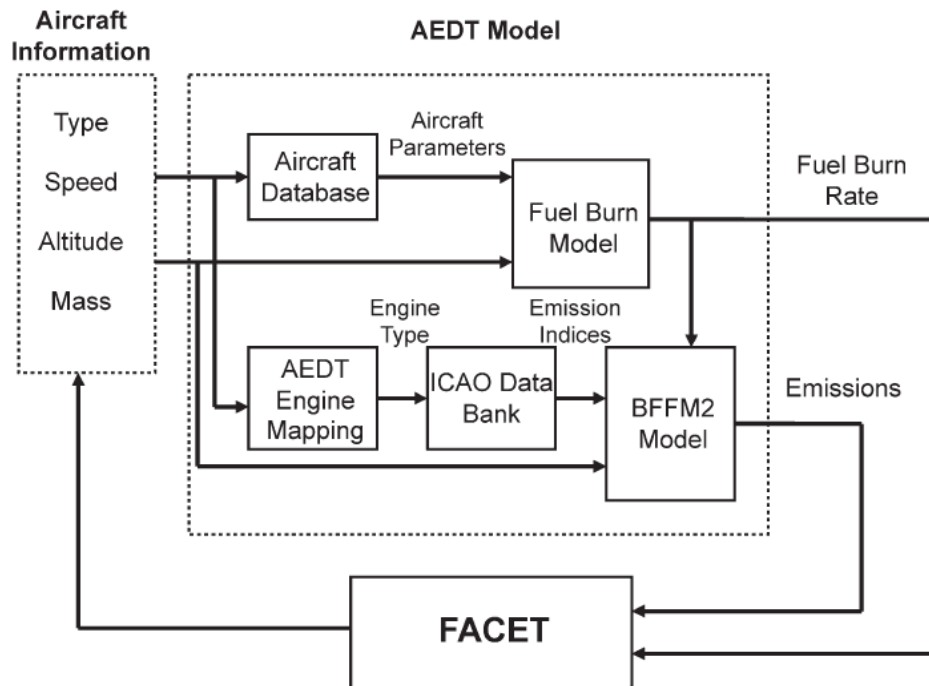 Aircraft
Information
AEDT Model
Type
Speed
Altitude
Mass
Aircraft
Database
Aircraft
Parameters
Fuel Burn
Model
Fuel Burn
Rate
AEDT
Engine
Mapping
Engine
Type
ICAO Data
Bank
Emission
Indices
BFFM2
Model
Emissions
FACET